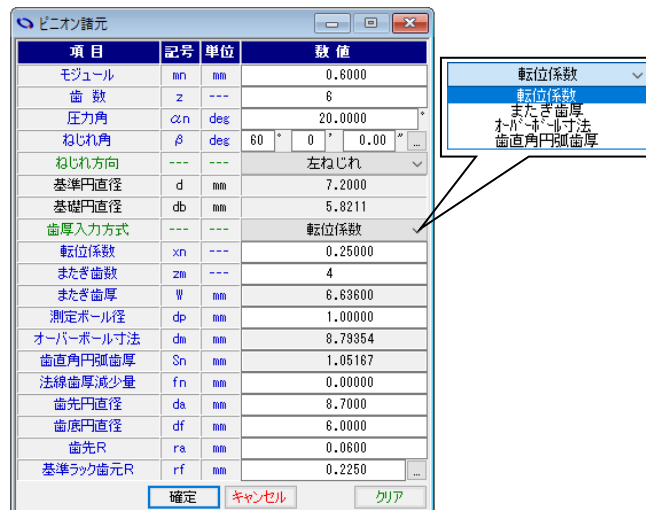 ピニオン諸元
項 目 記号 単位 数 値
モジュール mn mm 0.6000
歯 数 z --- 6
圧力角 αn deg 20.0000 °
ねじれ角 β deg 60 ° 0 ' 0.00 " ...
ねじれ方向 --- --- 左ねじれ
基準円直径 d mm 7.2000
基礎円直径 db mm 5.8211
歯厚入力方式 --- --- 転位係数
転位係数 xn --- 0.25000
またぎ歯数 zm --- 4
またぎ歯厚 W mm 6.63600
測定ボール径 dp mm 1.00000
オーバーボール寸法 dm mm 8.79354
歯直角円弧歯厚 Sn mm 1.05167
法線歯厚減少量 fn mm 0.00000
歯先円直径 da mm 8.7000
歯底円直径 df mm 6.0000
歯先R ra mm 0.0600
基準ラック歯元R rf mm 0.2250 ...
確定 キャンセル クリア
転位係数
転位係数
またぎ歯厚
オーバーボール寸法
歯直角円弧歯厚